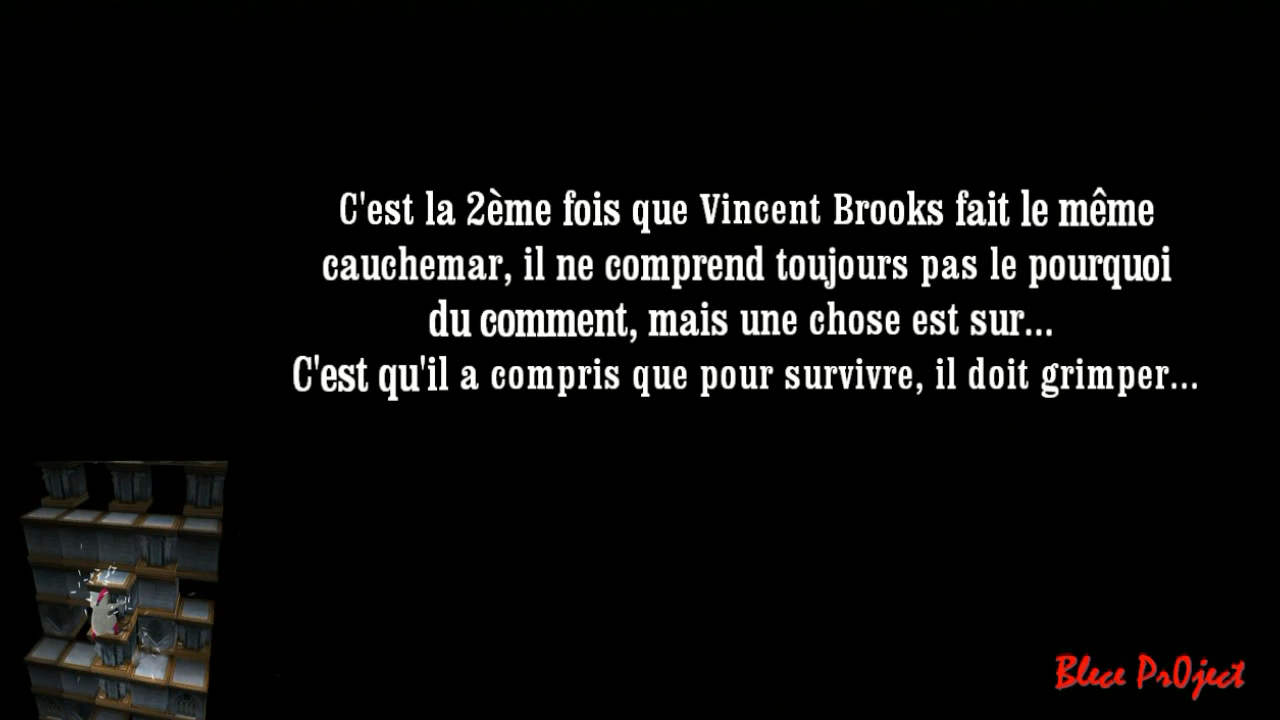 C'est la 2ème fois que Vincent Brooks fait le même
cauchemar, il ne comprend toujours pas le pourquoi
du comment, mais une chose est sur...
C'est qu'il a compris que pour survivre, il doit grimper...
Blece Pr0ject